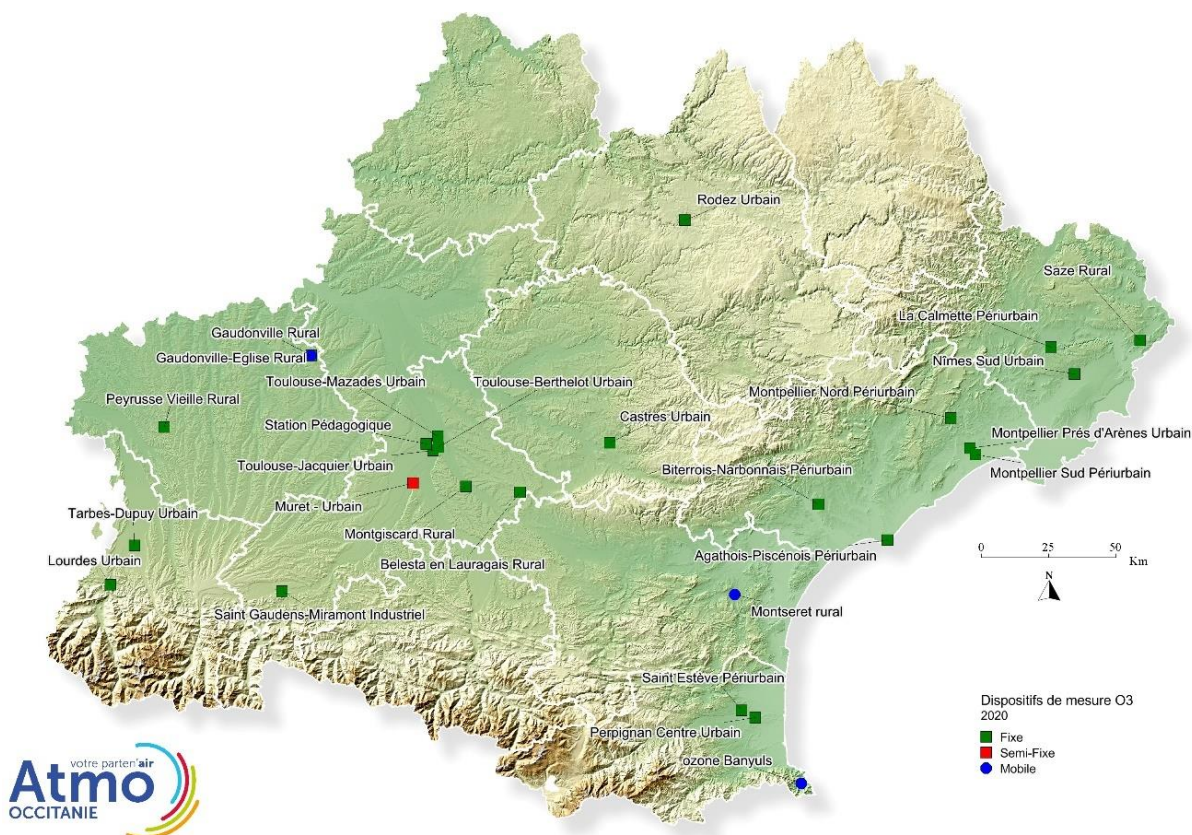 Rodez Urbain
Saze Rural
La Calmette Périurbain
Gaudonville Rural
Gaudonville-Eglise Rural
Nîmes Sud Urbain
Toulouse-Mazades Urbain
Toulouse-Berthelot Urbain
Montpellier Nord Périurbain
Peyrusse Vieille Rural
Castres Urbain
Station Pédagogique
Montpellier Prés d'Arènes Urbain
Toulouse-Jacquier Urbain
Biterrois-Narbonnais Périurbain
Montpellier Sud Périurbain
Muret - Urbain
Tarbes-Dupuy Urbain
Montgiscard Rural
Agathois-Piscénois Périurbain
Lourdes Urbain
Belesta en Lauragais Rural
0 25 50
Km
N
Saint Gaudens-Miramont Industriel
Montseret rural
Saint Estève Périurbain
Perpignan Centre Urbain
ozone Banyuls
Dispositifs de mesure O3
2020
Fixe
Semi-Fixe
Mobile
votre parten'air
Atmo
OCCITANIE